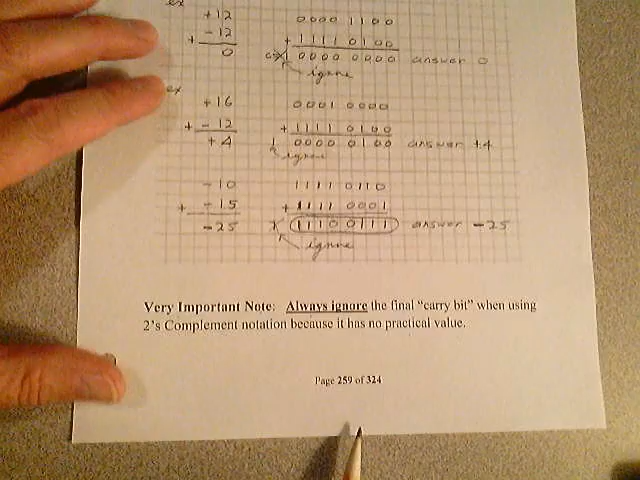 ex
+12 0000 1100
+ -12 + 1111 0100
0 0000 0000 answer 0
ignore
ex
+16 0001 0000
+ -12 + 1111 0100
+4 1 0000 0100 answer +4
ignore
-10 1111 0110
+ -15 + 1111 0001
-25 1 11100111 answer -25
ignore
Very Important Note: Always ignore the final "carry bit" when using
2's Complement notation because it has no practical value.
Page 259 of 324